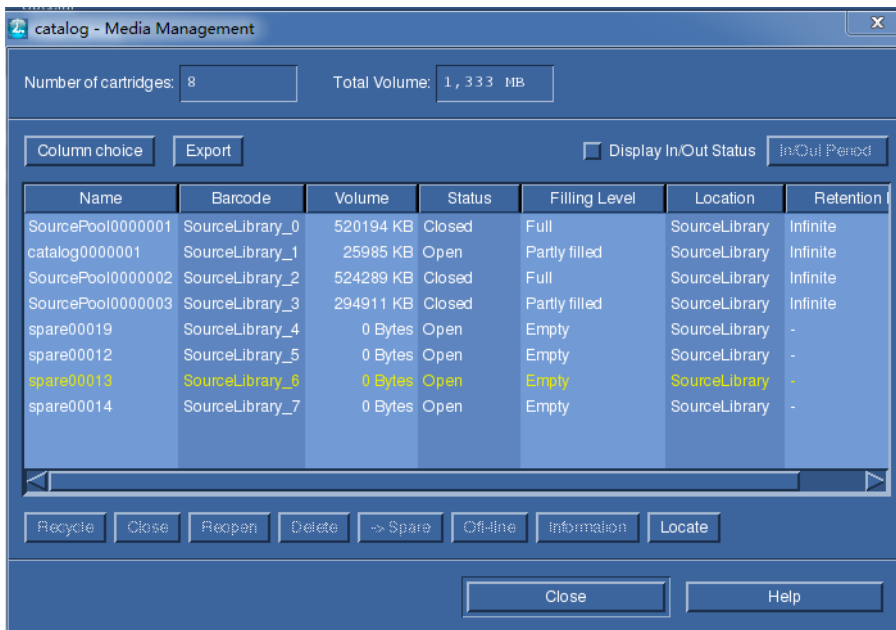 catalog - Media Management
X
Number of cartridges: 8 Total Volume: 1,333 MB
Column choice Export Display In/Out Status In/Out Period
Name Barcode Volume Status Filling Level Location Retention
SourcePool0000001 SourceLibrary_0 520194 KB Closed Full SourceLibrary Infinite
catalog0000001 SourceLibrary_1 25985 KB Open Partly filled SourceLibrary Infinite
SourcePool0000002 SourceLibrary_2 524289 KB Closed Full SourceLibrary Infinite
SourcePool0000003 SourceLibrary_3 294911 KB Closed Partly filled SourceLibrary Infinite
spare00019 SourceLibrary_4 0 Bytes Open Empty SourceLibrary -
spare00012 SourceLibrary_5 0 Bytes Open Empty SourceLibrary -
spare00013 SourceLibrary_6 0 Bytes Open Empty SourceLibrary -
spare00014 SourceLibrary_7 0 Bytes Open Empty SourceLibrary -
Recycle Close Reopen Delete -> Spare Off-line Information Locate
Close Help